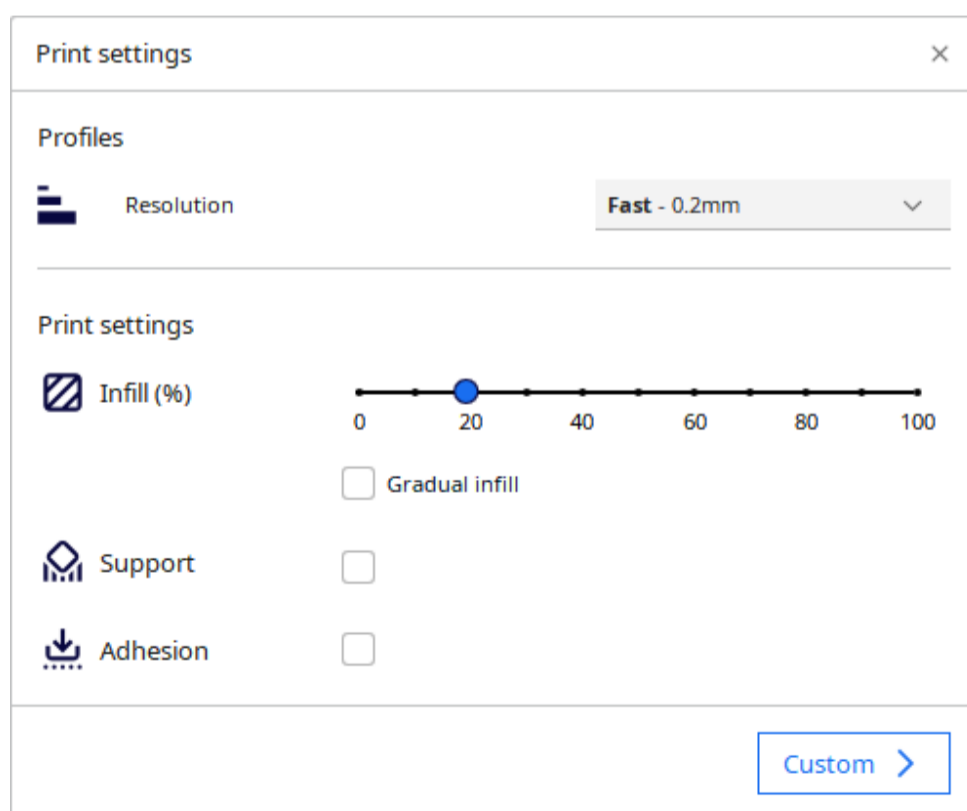 Print settings
Profiles
Resolution Fast - 0.2mm
Print settings
Infill (%)
0 20 40 60 80 100
Gradual infill
Support
Adhesion
Custom